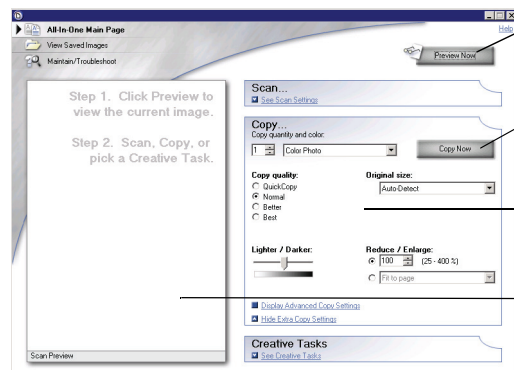 All-In-One Main Page
Help
View Saved Images
Maintain/Troubleshoot
Preview Now
Step 1. Click Preview to
view the current image.
Step 2. Scan, Copy, or
pick a Creative Task.
Scan Preview
Scan...
See Scan Settings
Copy...
Copy quantity and color:
1 Color Photo
Copy Now
Copy quality:
QuickCopy
Normal
Better
Best
Original size:
Auto-Detect
Lighter / Darker:
Reduce / Enlarge:
100 (25 - 400 %)
Fit to page
Display Advanced Copy Settings
Hide Extra Copy Settings
Creative Tasks
See Creative Tasks